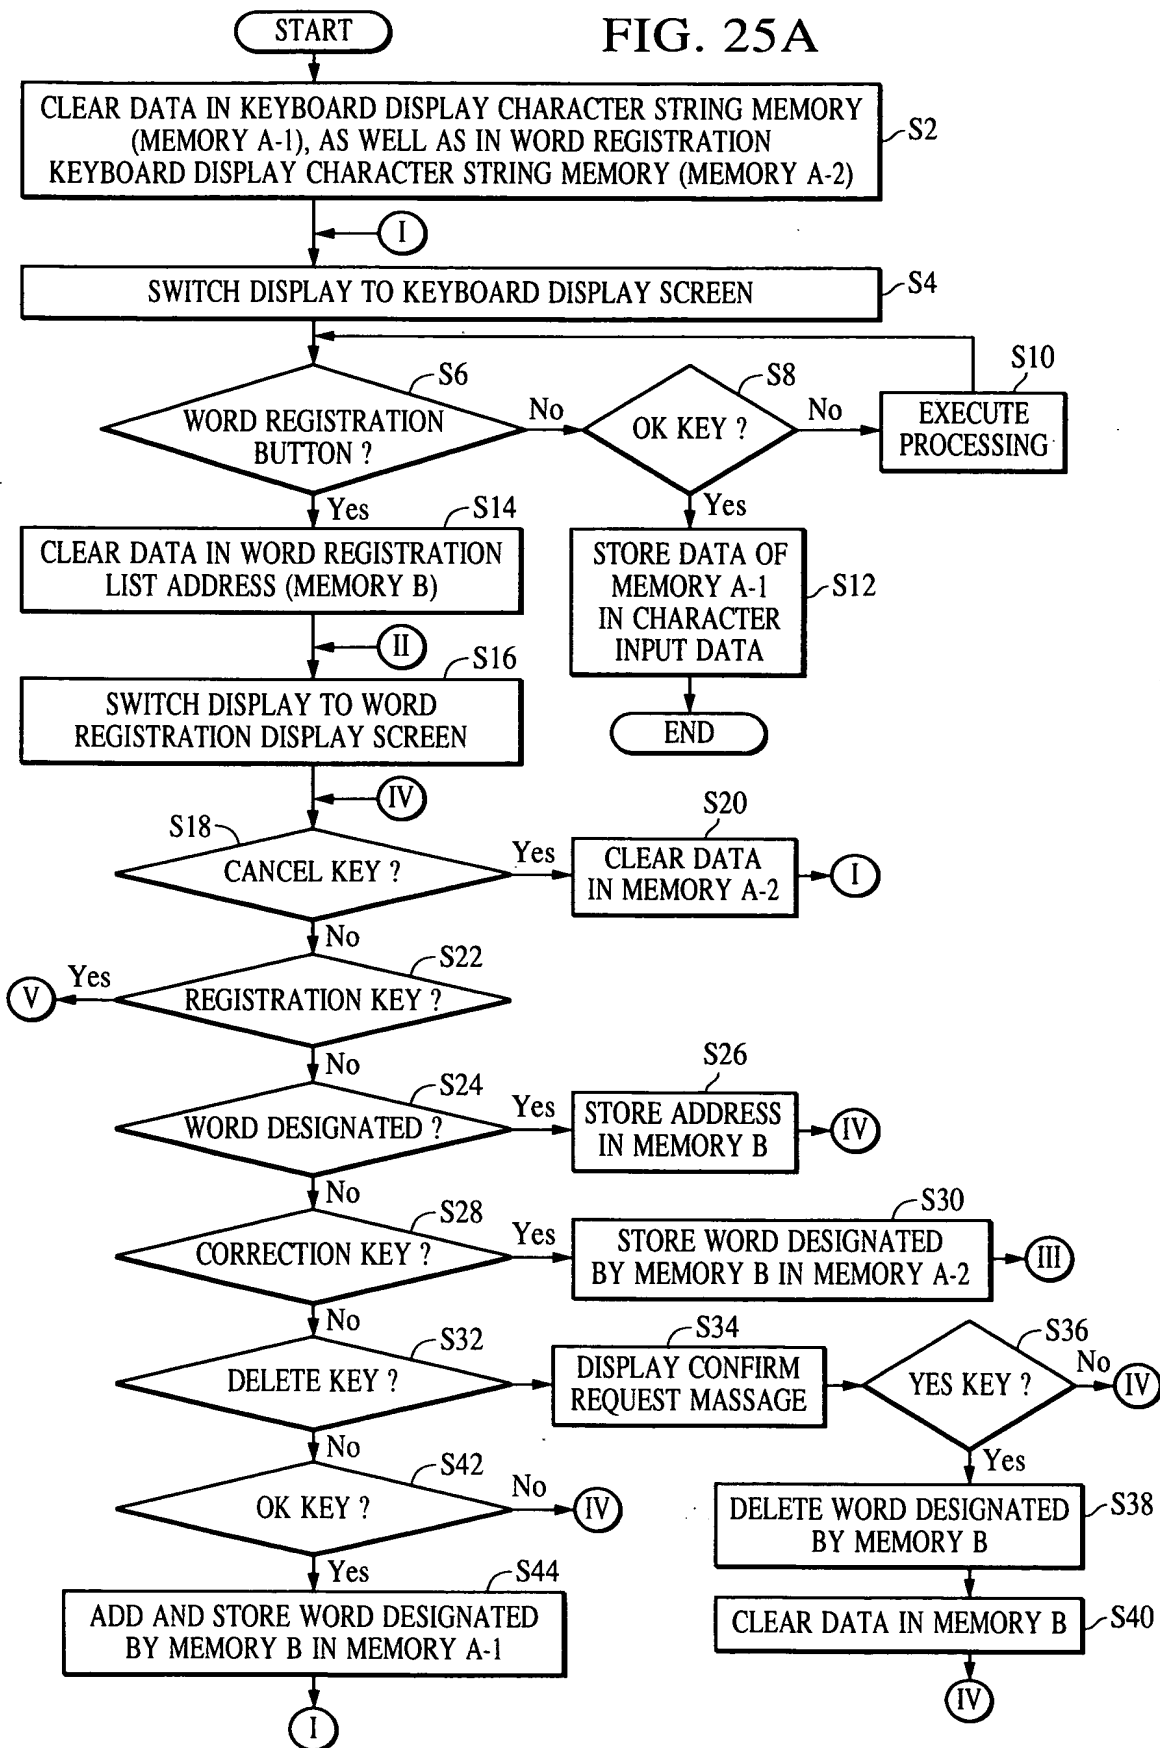 START
FIG. 25A
CLEAR DATA IN KEYBOARD DISPLAY CHARACTER STRING MEMORY
(MEMORY A-1), AS WELL AS IN WORD REGISTRATION
KEYBOARD DISPLAY CHARACTER STRING MEMORY (MEMORY A-2)
S2
I
SWITCH DISPLAY TO KEYBOARD DISPLAY SCREEN
S4
S6
WORD REGISTRATION
BUTTON ?
No
Yes
S8
OK KEY ?
No
Yes
S10
EXECUTE
PROCESSING
S14
CLEAR DATA IN WORD REGISTRATION
LIST ADDRESS (MEMORY B)
STORE DATA OF
MEMORY A-1
IN CHARACTER
INPUT DATA
S12
END
II
S16
SWITCH DISPLAY TO WORD
REGISTRATION DISPLAY SCREEN
IV
S18
CANCEL KEY ?
Yes
No
S20
CLEAR DATA
IN MEMORY A-2
I
S22
REGISTRATION KEY ?
Yes
V
No
S24
WORD DESIGNATED ?
Yes
No
S26
STORE ADDRESS
IN MEMORY B
IV
S28
CORRECTION KEY ?
Yes
No
S30
STORE WORD DESIGNATED
BY MEMORY B IN MEMORY A-2
III
S32
DELETE KEY ?
No
S34
DISPLAY CONFIRM
REQUEST MASSAGE
S36
YES KEY ?
No
IV
Yes
DELETE WORD DESIGNATED
BY MEMORY B
S38
CLEAR DATA IN MEMORY B
S40
IV
S42
OK KEY ?
No
IV
Yes
S44
ADD AND STORE WORD DESIGNATED
BY MEMORY B IN MEMORY A-1
I